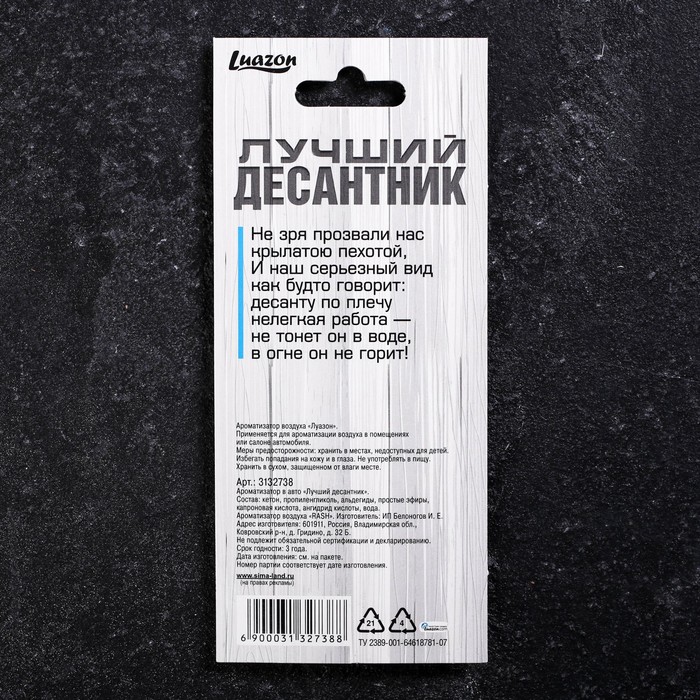 Luazon
ЛУЧШИЙ
ДЕСАНТНИК
Не зря прозвали нас
крылатою пехотой,
И наш серьезный вид
как будто говорит:
десанту по плечу
нелегкая работа —
не тонет он в воде,
в огне он не горит!
Ароматизатор воздуха «Луазон».
Применяется для ароматизации воздуха в помещениях
или салоне автомобиля.
Меры предосторожности: хранить в местах, недоступных для детей.
Избегать попадания на кожу и в глаза. Не употреблять в пищу.
Хранить в сухом, защищенном от влаги месте.
Арт.: 3132738
Ароматизатор в авто «Лучший десантник».
Состав: кетон, пропиленгликоль, альдегиды, простые эфиры,
капроновая кислота, ангидрид кислоты, вода.
Ароматизатор воздуха «RASH». Изготовитель: ИП Белоногов И. Е.
Адрес изготовителя: 601911, Россия, Владимирская обл.,
Ковровский р-н, д. Гридино, д. 32 Б.
Не подлежит обязательной сертификации и декларированию.
Срок годности: 3 года.
Дата изготовления: см. на пакете.
Номер партии соответствует дате изготовления.
www.sima-land.ru
(на правах рекламы)
21
4
6 900031 327388
ТУ 2389-001-64618781-07